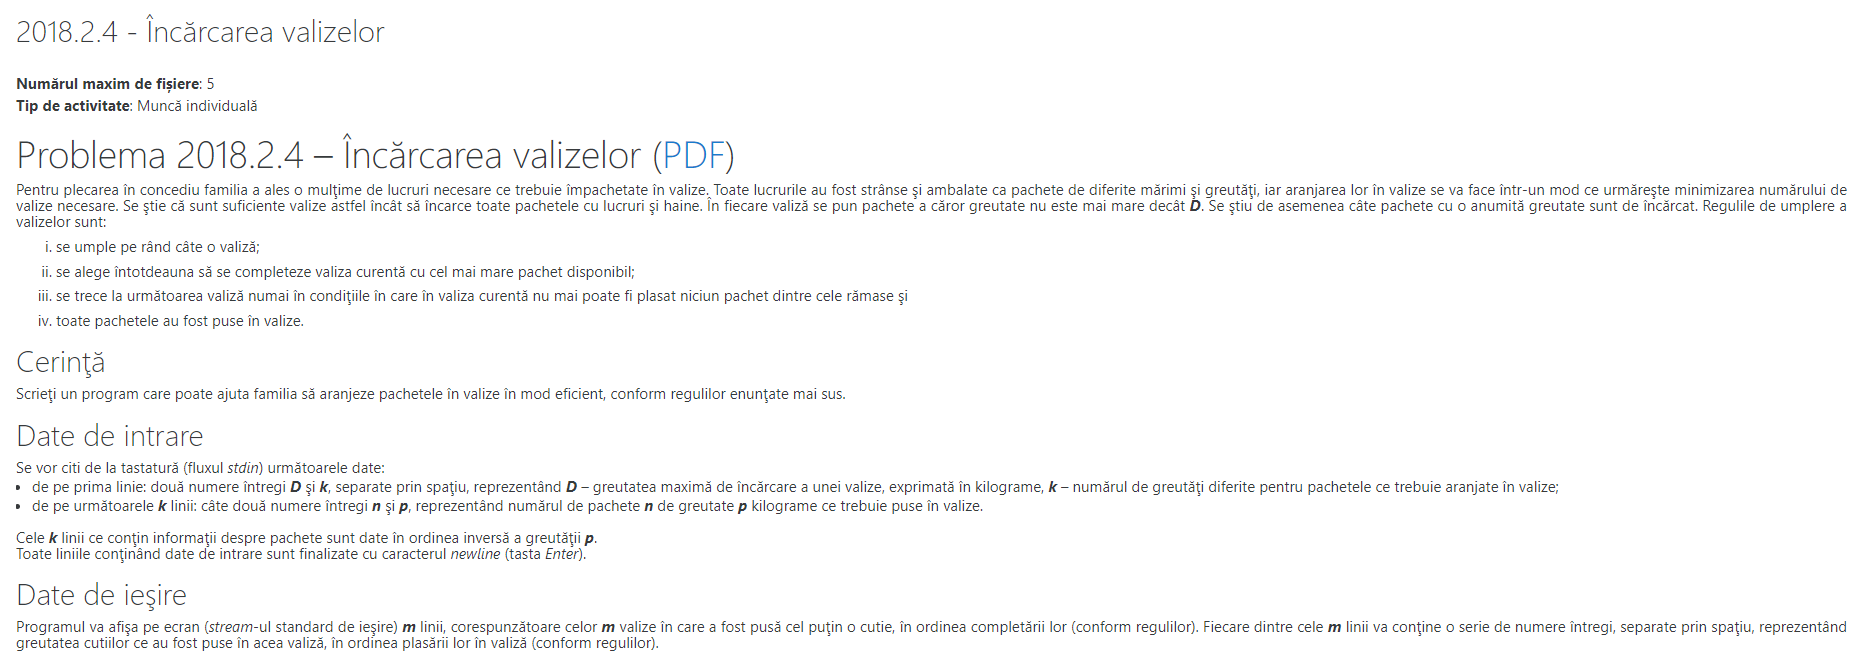 2018.2.4 - Încărcarea valizelor
Numărul maxim de fișiere: 5
Tip de activitate: Muncă individuală
Problema 2018.2.4 – Încărcarea valizelor (PDF)
Pentru plecarea în concediu familia a ales o mulţime de lucruri necesare ce trebuie împachetate în valize. Toate lucrurile au fost strânse şi ambalate ca pachete de diferite mărimi şi greutăţi, iar aranjarea lor în valize se va face într-un mod ce urmăreşte minimizarea numărului de
valize necesare. Se ştie că sunt suficiente valize astfel încât să încarce toate pachetele cu lucruri şi haine. În fiecare valiză se pun pachete a căror greutate nu este mai mare decât D. Se ştiu de asemenea câte pachete cu o anumită greutate sunt de încărcat. Regulile de umplere a
valizelor sunt:
i. se umple pe rând câte o valiză;
ii. se alege întotdeauna să se completeze valiza curentă cu cel mai mare pachet disponibil;
iii. se trece la următoarea valiză numai în condiţiile în care în valiza curentă nu mai poate fi plasat niciun pachet dintre cele rămase şi
iv. toate pachetele au fost puse în valize.
Cerinţă
Scrieţi un program care poate ajuta familia să aranjeze pachetele în valize în mod eficient, conform regulilor enunţate mai sus.
Date de intrare
Se vor citi de la tastatură (fluxul stdin) următoarele date:
• de pe prima linie: două numere întregi D şi k, separate prin spaţiu, reprezentând D – greutatea maximă de încărcare a unei valize, exprimată în kilograme, k – numărul de greutăţi diferite pentru pachetele ce trebuie aranjate în valize;
• de pe următoarele k linii: câte două numere întregi n şi p, reprezentând numărul de pachete n de greutate p kilograme ce trebuie puse în valize.
Cele k linii ce conţin informaţii despre pachete sunt date în ordinea inversă a greutăţii p.
Toate liniile conţinând date de intrare sunt finalizate cu caracterul newline (tasta Enter).
Date de ieşire
Programul va afişa pe ecran (stream-ul standard de ieşire) m linii, corespunzătoare celor m valize în care a fost pusă cel puţin o cutie, în ordinea completării lor (conform regulilor). Fiecare dintre cele m linii va conţine o serie de numere întregi, separate prin spaţiu, reprezentând
greutatea cutiilor ce au fost puse în acea valiză, în ordinea plasării lor în valiză (conform regulilor).